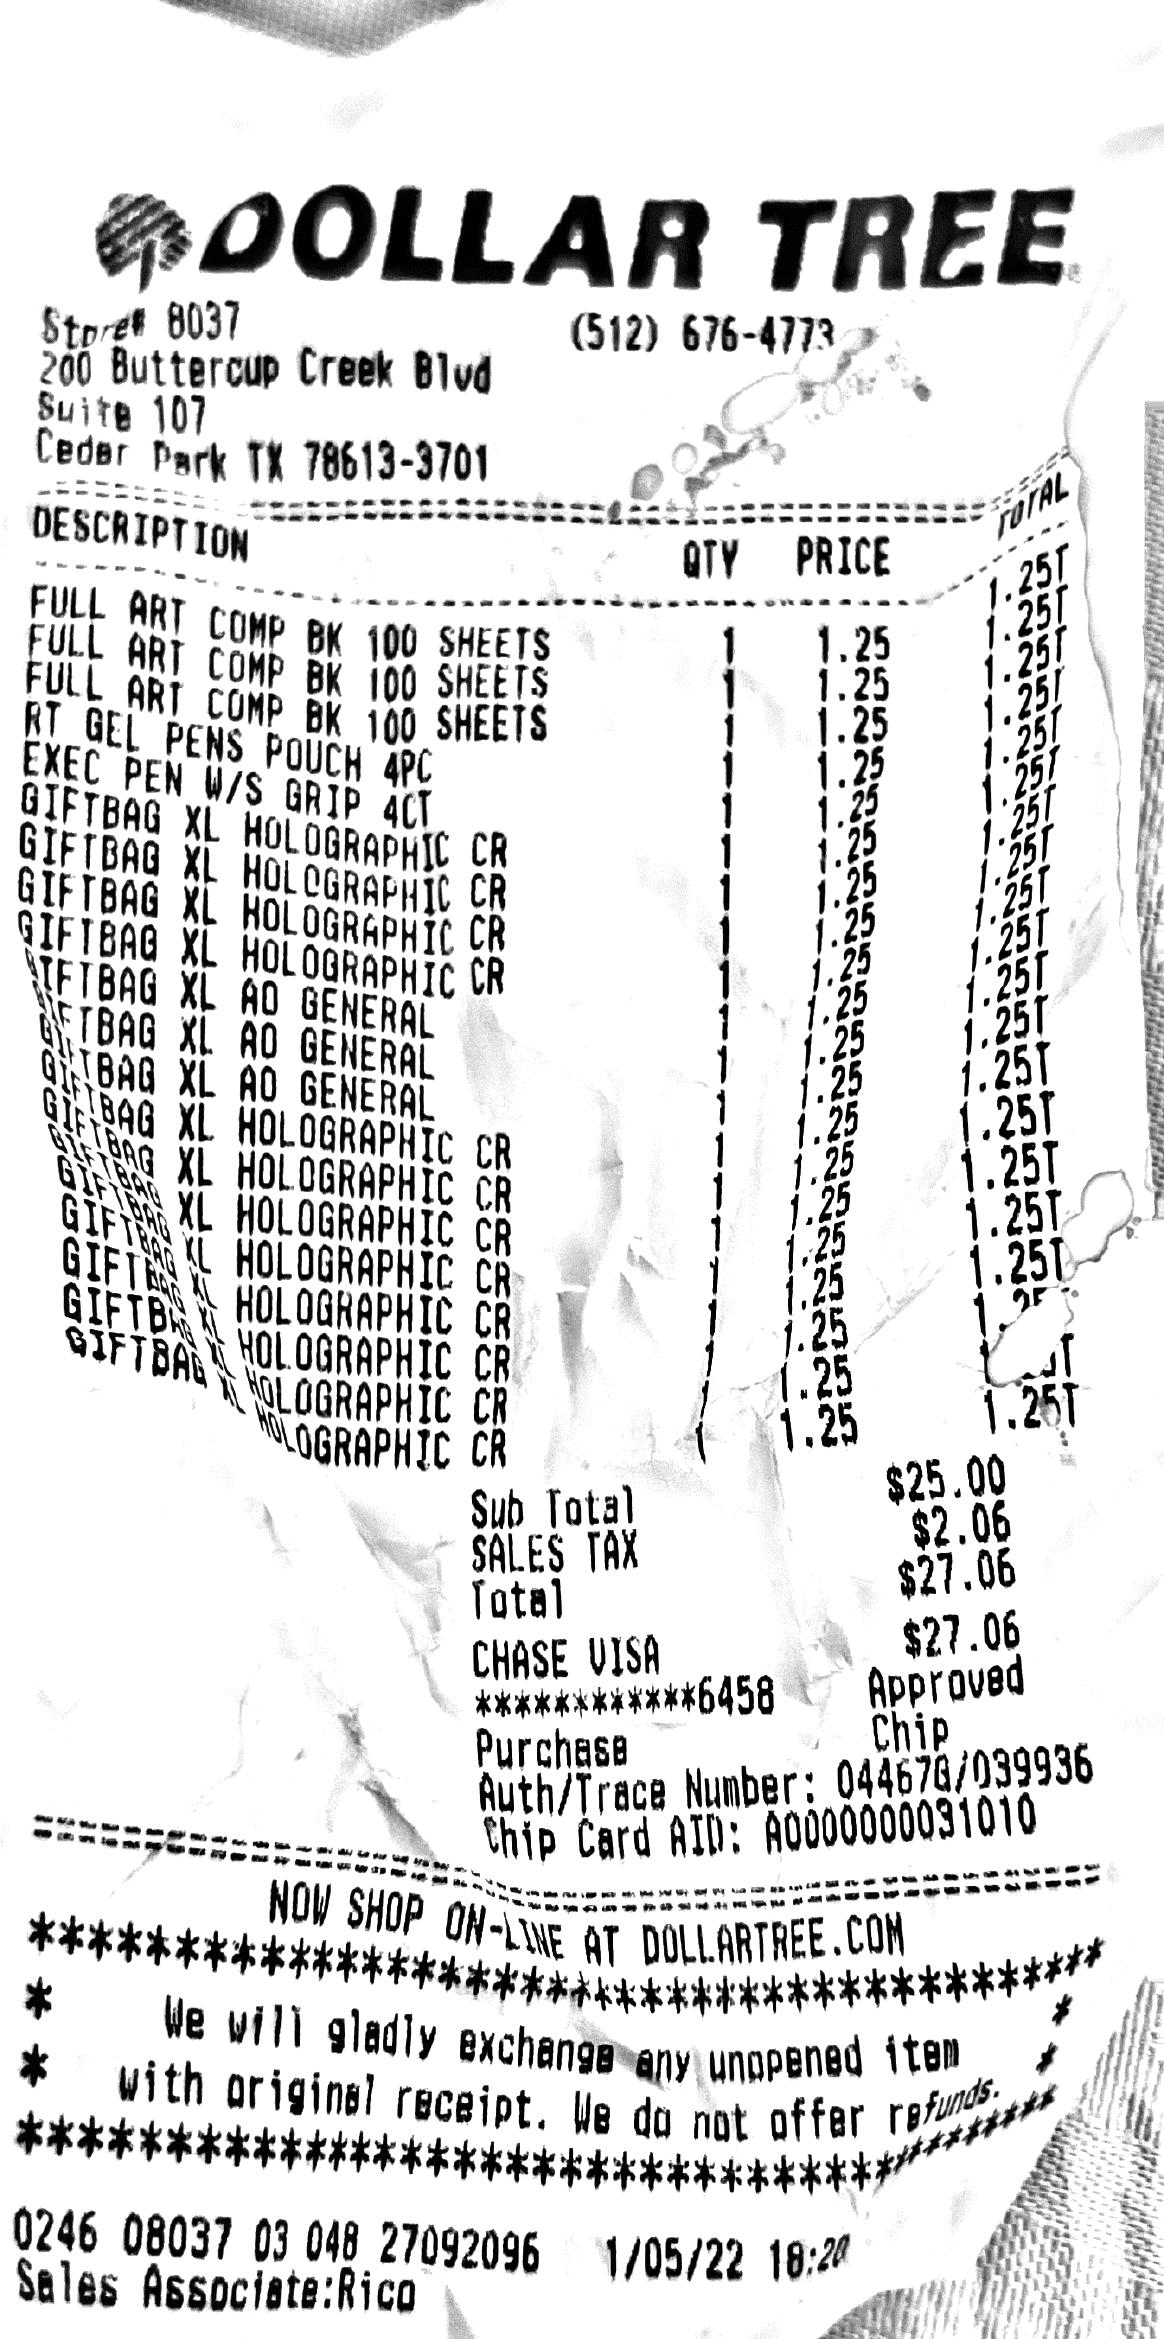 DOLLAR TREE
Store# 8037 (512) 676-4773
200 Buttercup Creek Blvd
Suite 107
Cedar Park TX 78613-3701
DESCRIPTION QTY PRICE TOTAL
FULL ART COMP BK 100 SHEETS 1 1.25 1.25T
FULL ART COMP BK 100 SHEETS 1 1.25 1.25T
FULL ART COMP BK 100 SHEETS 1 1.25 1.25T
RT GEL PENS POUCH 4PC 1 1.25 1.25T
EXEC PEN W/S GRIP 4CT 1 1.25 1.25T
GIFTBAG XL HOLOGRAPHIC CR 1 1.25 1.25T
GIFTBAG XL HOLOGRAPHIC CR 1 1.25 1.25T
GIFTBAG XL HOLOGRAPHIC CR 1 1.25 1.25T
GIFTBAG XL HOLOGRAPHIC CR 1 1.25 1.25T
GIFTBAG XL AO GENERAL 1 1.25 1.25T
GIFTBAG XL AO GENERAL 1 1.25 1.25T
GIFTBAG XL AO GENERAL 1 1.25 1.25T
GIFTBAG XL HOLOGRAPHIC CR 1 1.25 1.25T
GIFTBAG XL HOLOGRAPHIC CR 1 1.25 1.25T
GIFTBAG XL HOLOGRAPHIC CR 1 1.25 1.25T
GIFTBAG XL HOLOGRAPHIC CR 1 1.25 1.25T
GIFTBAG XL HOLOGRAPHIC CR 1 1.25 1.25T
GIFTBAG XL HOLOGRAPHIC CR 1 1.25
GIFTBAG XL HOLOGRAPHIC CR 1 1.25
GIFTBAG XL HOLOGRAPHIC CR 1 1.25 1.25T
Sub Total $25.00
SALES TAX $2.06
Total $27.06
CHASE VISA $27.06
************6458 Approved
Purchase Chip
Auth/Trace Number: 04467G/039936
Chip Card AID: A0000000031010
NOW SHOP ON-LINE AT DOLLARTREE.COM
****************************************
* We will gladly exchange any unopened item *
* with original receipt. We do not offer refunds. *
****************************************
0246 08037 03 048 27092096 1/05/22 18:20
Sales Associate:Rico